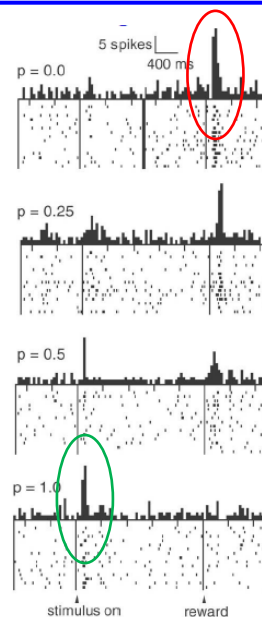 5 spikes
400 ms
p = 0.0
p = 0.25
p = 0.5
p = 1.0
stimulus on
reward